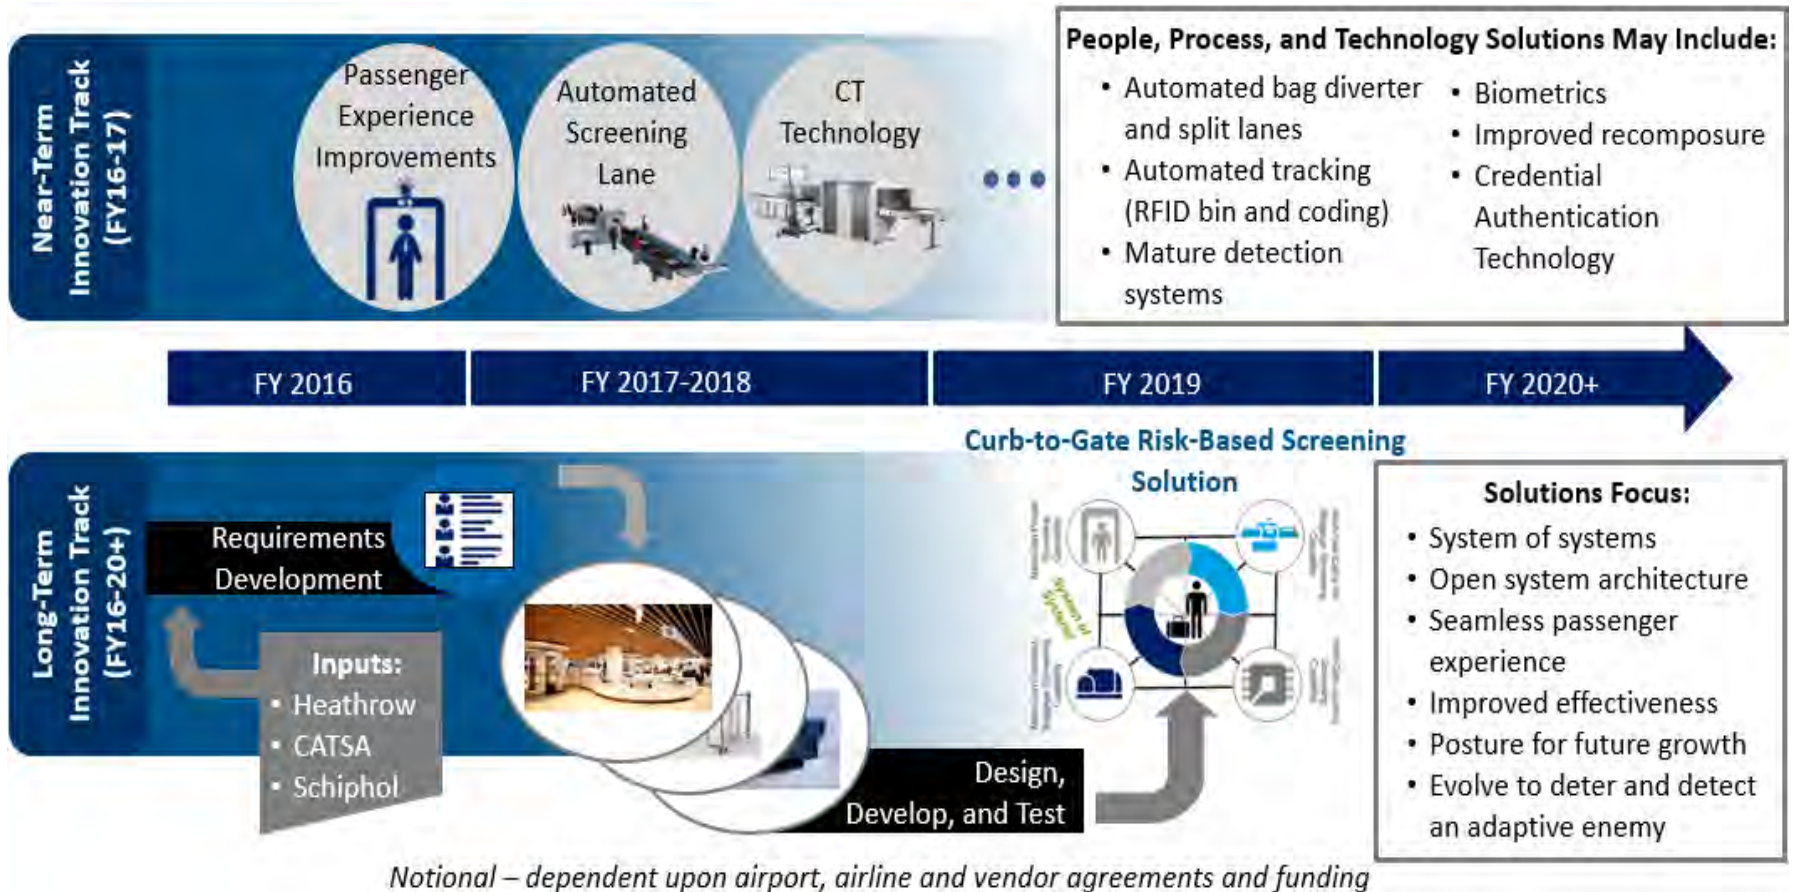 Near-Term
Innovation Track
(FY16-17)
Passenger
Experience
Improvements
Automated
Screening
Lane
CT
Technology
People, Process, and Technology Solutions May Include:
• Automated bag diverter
and split lanes
• Automated tracking
(RFID bin and coding)
• Mature detection
systems
• Biometrics
• Improved recomposure
• Credential
Authentication
Technology
FY 2016
FY 2017-2018
FY 2019
FY 2020+
Long-Term
Innovation Track
(FY16-20+)
Requirements
Development
Inputs:
• Heathrow
• CATSA
• Schiphol
Design,
Develop, and Test
Curb-to-Gate Risk-Based Screening
Solution
System of
Systems
Solutions Focus:
• System of systems
• Open system architecture
• Seamless passenger
experience
• Improved effectiveness
• Posture for future growth
• Evolve to deter and detect
an adaptive enemy
Notional – dependent upon airport, airline and vendor agreements and funding